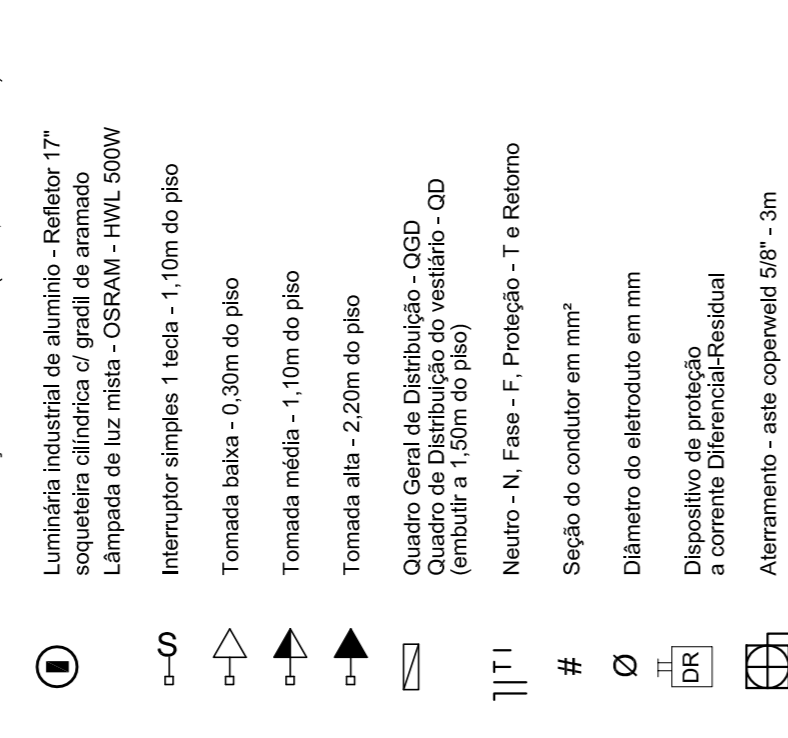 Luminária industrial de aluminio - Refletor 17"
soqueteira cilíndrica c/ gradil de aramado
Lâmpada de luz mista - OSRAM - HWL 500W
S Interruptor simples 1 tecla - 1,10m do piso
Tomada baixa - 0,30m do piso
Tomada média - 1,10m do piso
Tomada alta - 2,20m do piso
Quadro Geral de Distribuição - QGD
Quadro de Distribuição do vestiário - QD
(embutir a 1,50m do piso)
Neutro - N, Fase - F, Proteção - T e Retorno
# Seção do condutor em mm²
Ø Diâmetro do eletroduto em mm
DR Dispositivo de proteção
a corrente Diferencial-Residual
Aterramento - aste coperweld 5/8" - 3m